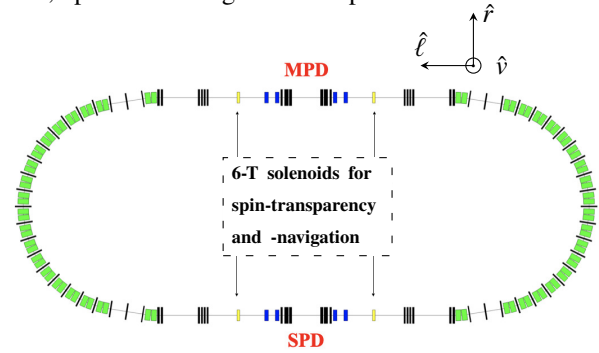 r̂
ℓ̂
v̂
MPD
6-T solenoids for
spin-transparency
and -navigation
SPD